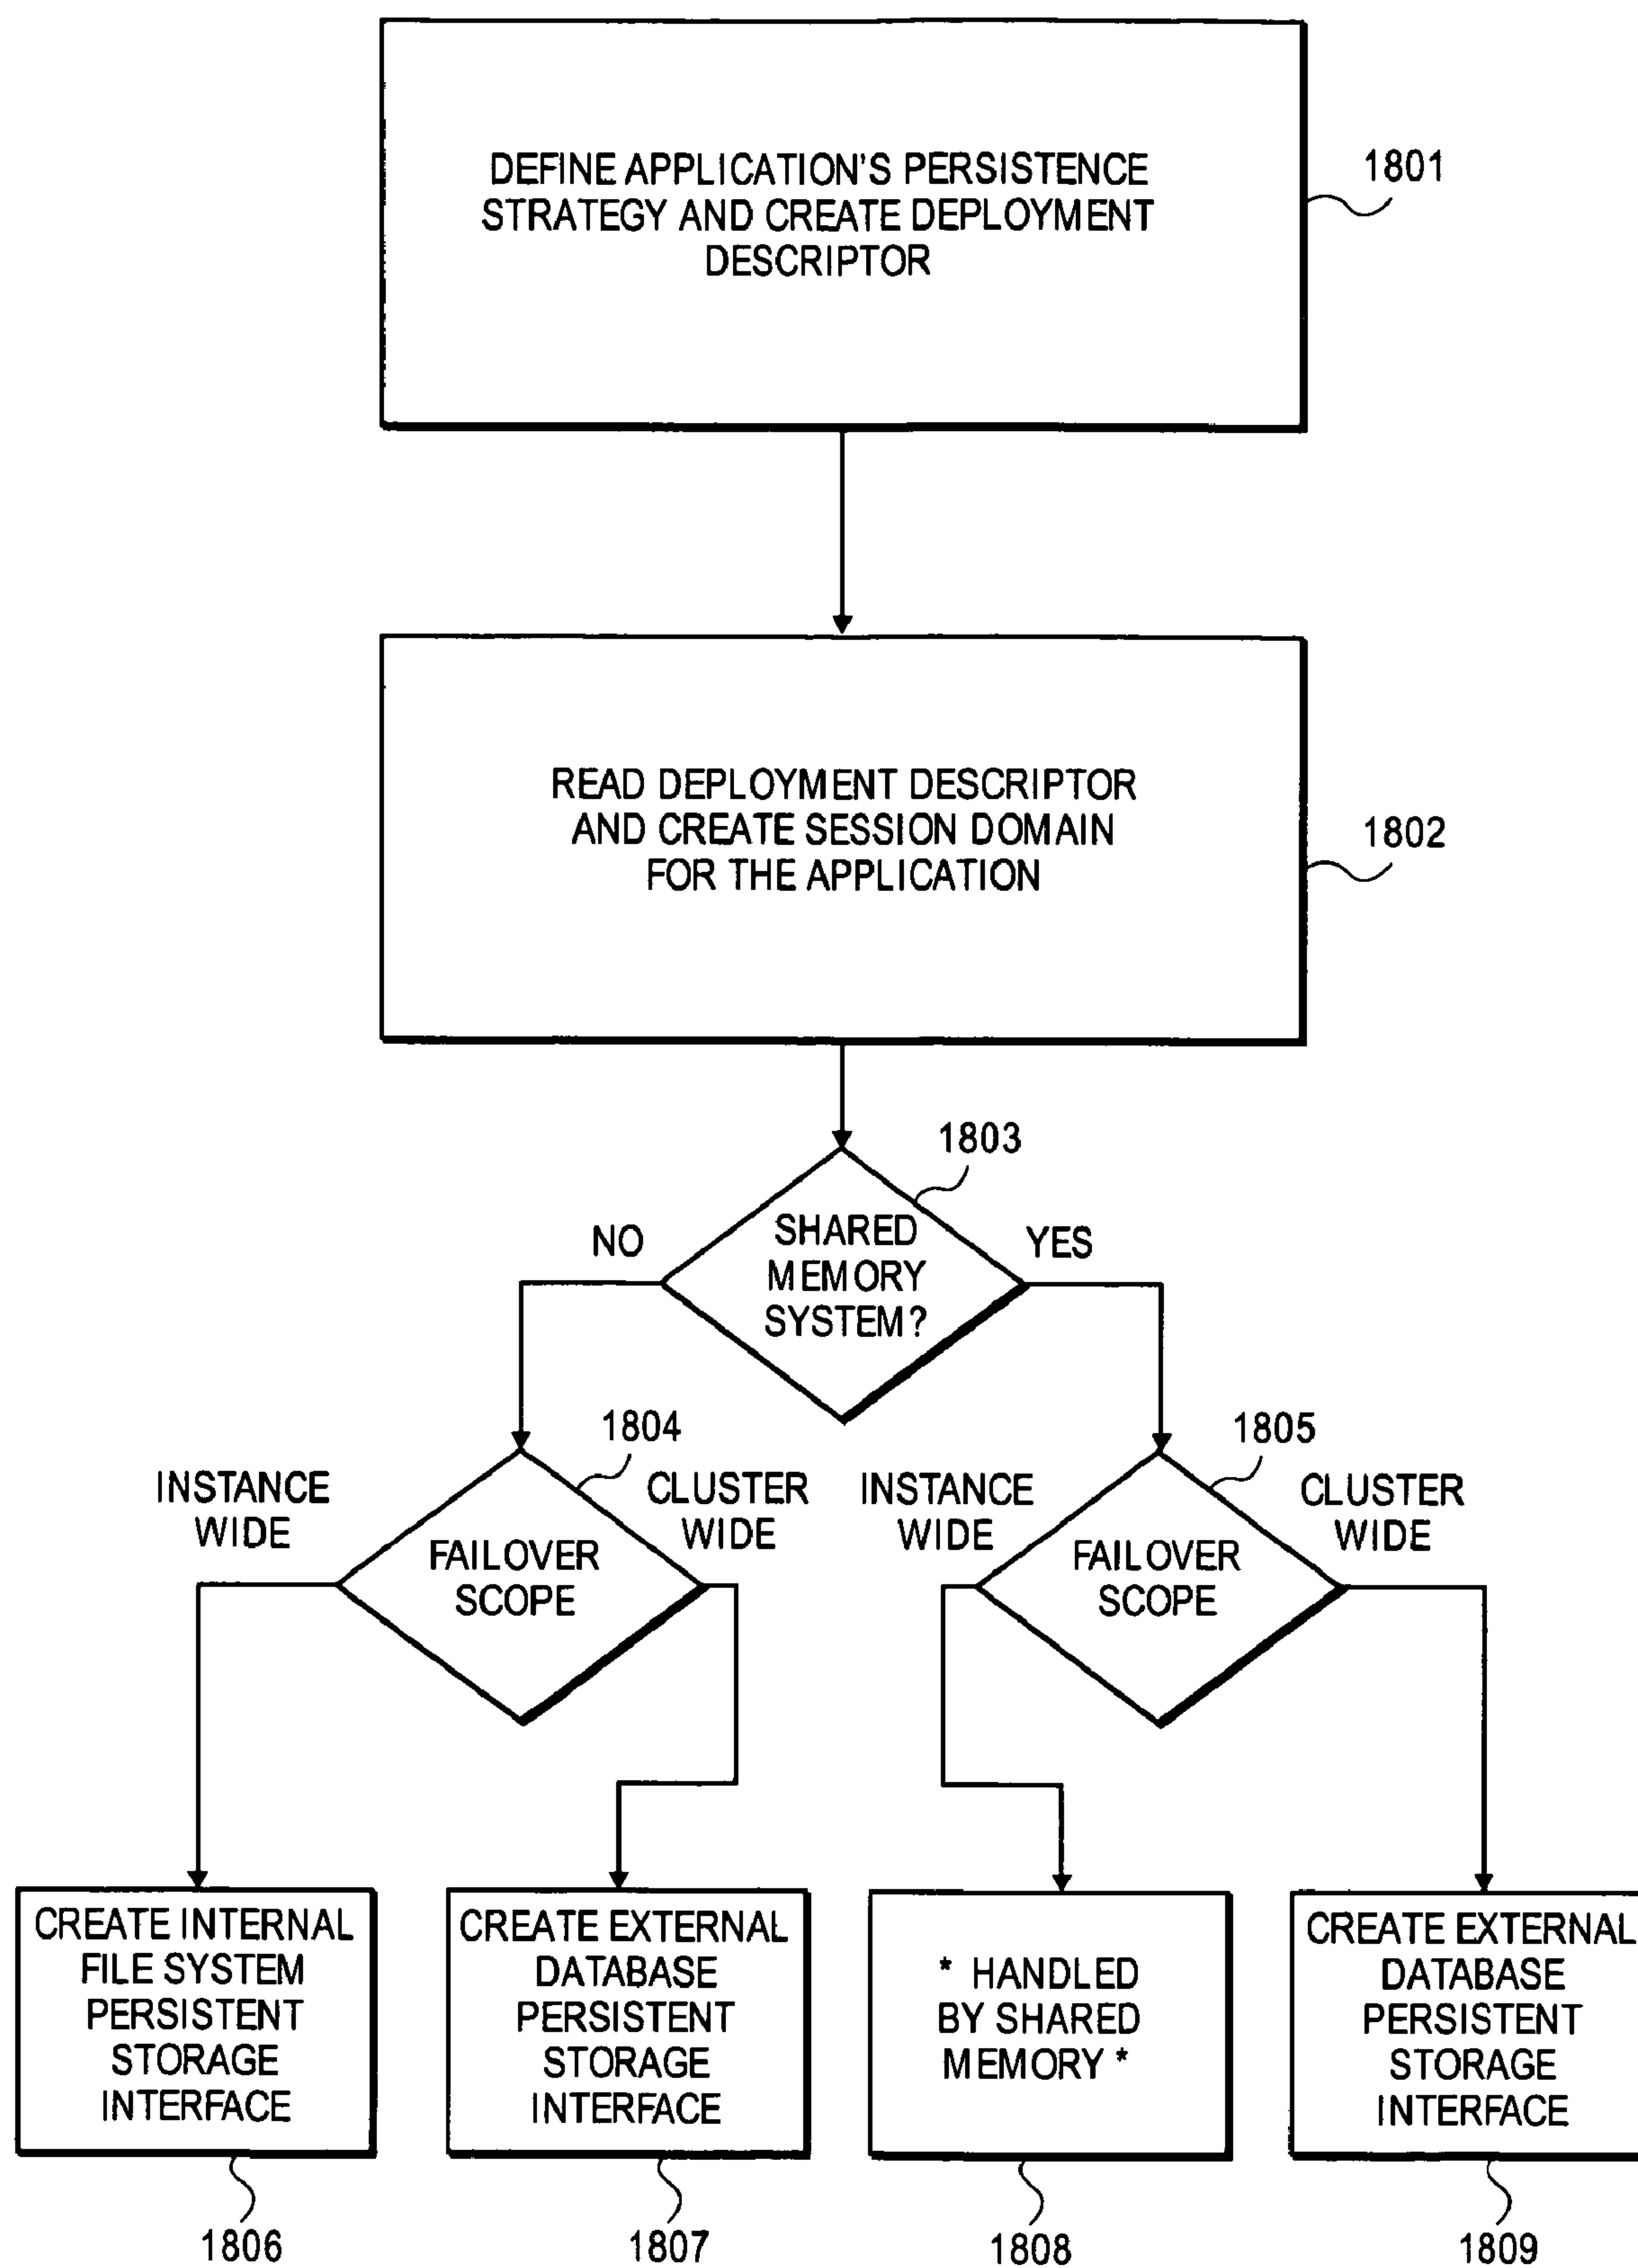 DEFINE APPLICATION'S PERSISTENCE
STRATEGY AND CREATE DEPLOYMENT
DESCRIPTOR
1801
READ DEPLOYMENT DESCRIPTOR
AND CREATE SESSION DOMAIN
FOR THE APPLICATION
1802
1803
SHARED
MEMORY
SYSTEM?
NO
YES
1804
INSTANCE
WIDE
CLUSTER
WIDE
FAILOVER
SCOPE
1805
INSTANCE
WIDE
CLUSTER
WIDE
FAILOVER
SCOPE
CREATE INTERNAL
FILE SYSTEM
PERSISTENT
STORAGE
INTERFACE
1806
CREATE EXTERNAL
DATABASE
PERSISTENT
STORAGE
INTERFACE
1807
* HANDLED
BY SHARED
MEMORY *
1808
CREATE EXTERNAL
DATABASE
PERSISTENT
STORAGE
INTERFACE
1809